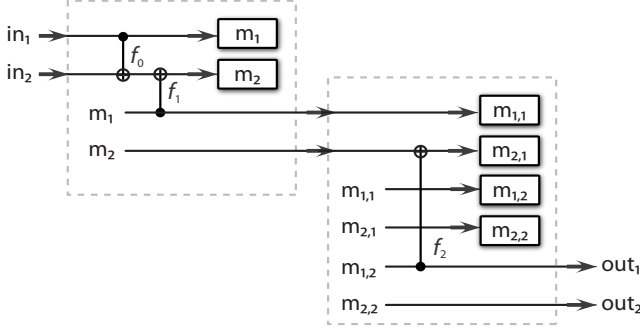 in₁ m₁
f₀
in₂ m₂
f₁
m₁ m₁,₁
m₂ m₂,₁
m₁,₁ m₁,₂
m₂,₁ m₂,₂
f₂
m₁,₂ out₁
m₂,₂ out₂